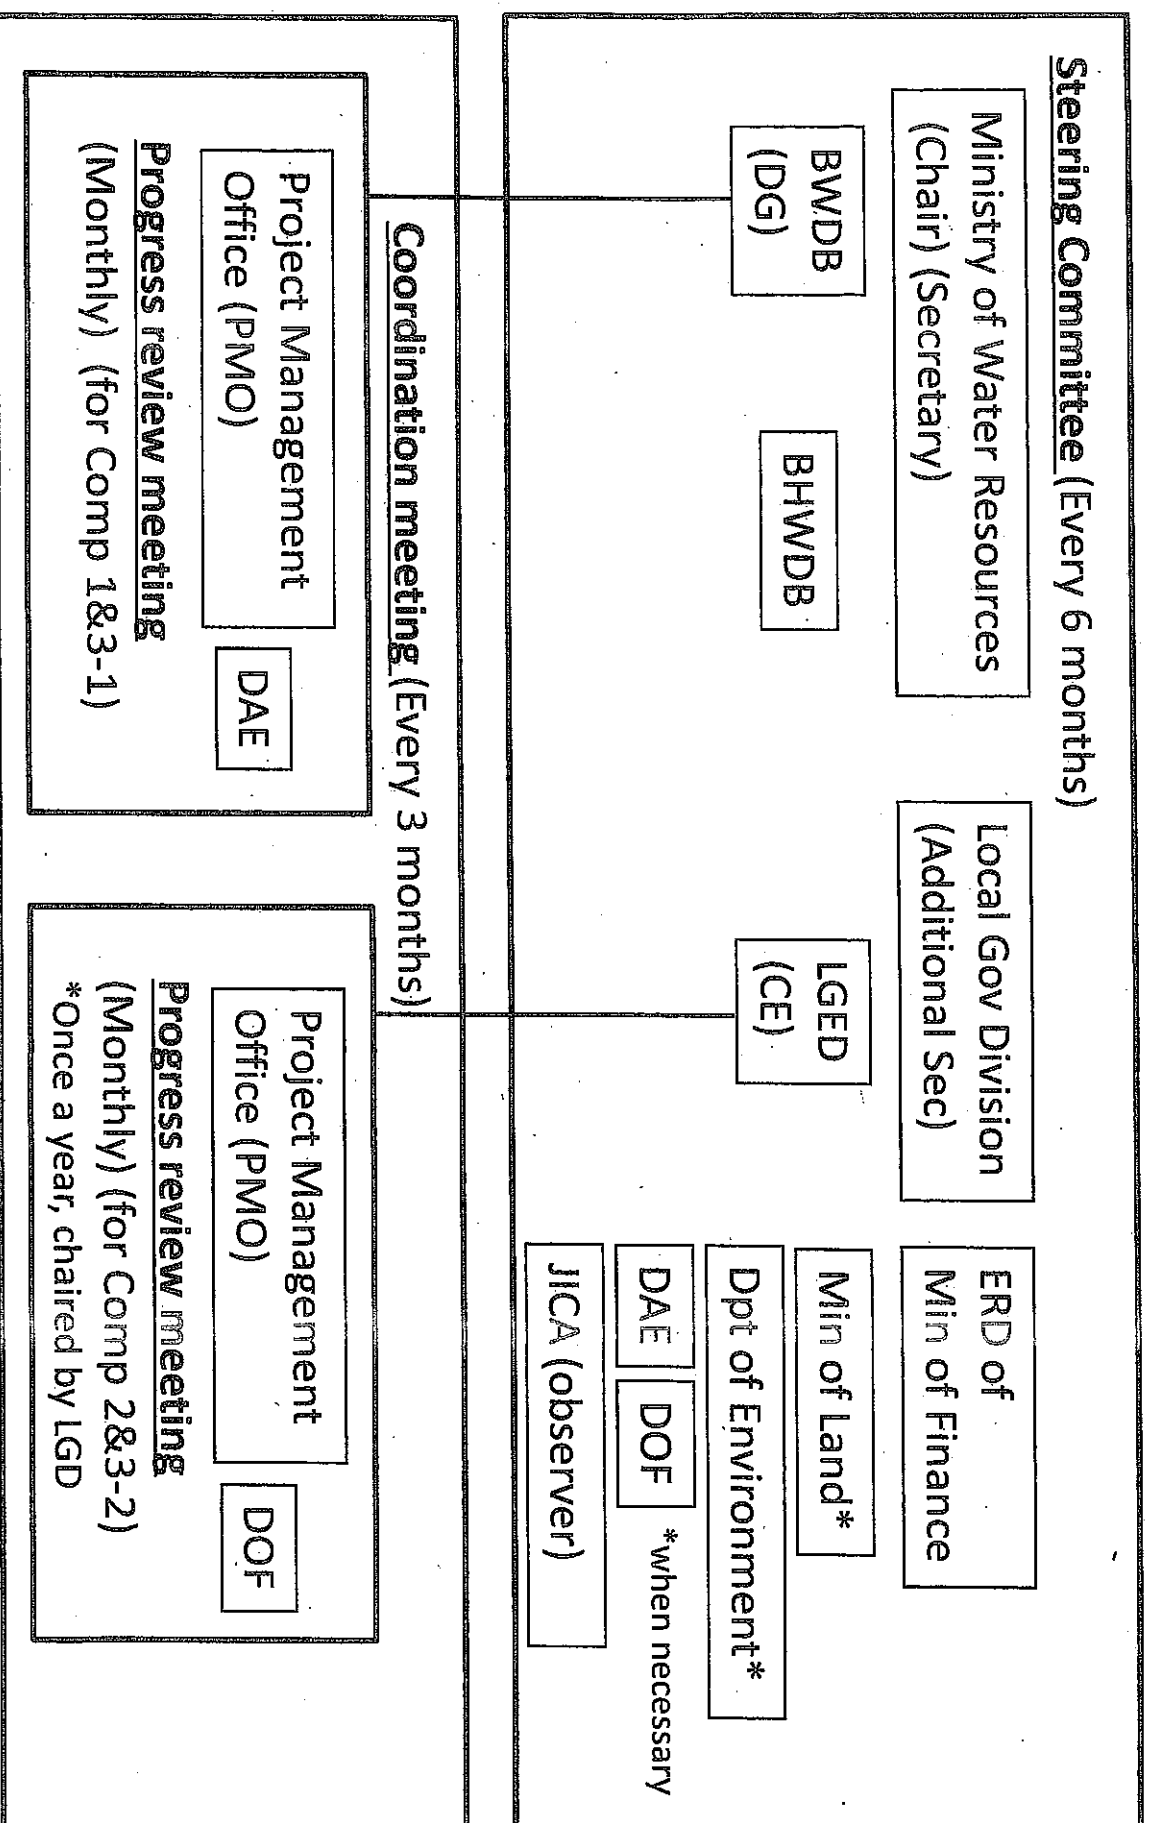 Steering Committee (Every 6 months)
Ministry of Water Resources
(Chair) (Secretary)
Local Gov Division
(Additional Sec)
ERD of
Min of Finance
BWDB
(DG)
BHWDB
LGED
(CE)
Min of Land*
Dpt of Environment*
DAE
DOF
*when necessary
JICA (observer)
Coordination meeting (Every 3 months)
Project Management
Office (PMO)
DAE
Progress review meeting
(Monthly) (for Comp 1&3-1)
Project Management
Office (PMO)
DOF
Progress review meeting
(Monthly) (for Comp 2&3-2)
*Once a year, chaired by LGD